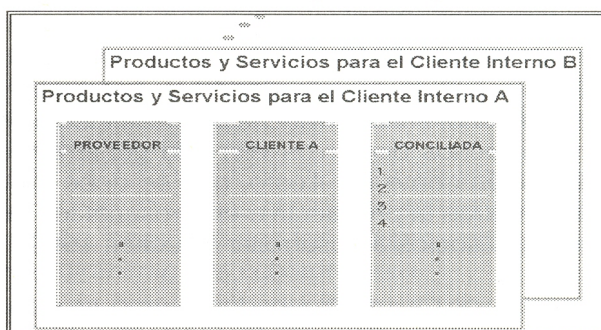 Productos y Servicios para el Cliente Interno B
Productos y Servicios para el Cliente Interno A
PROVEEDOR CLIENTE A CONCILIADA
1
2
3
4